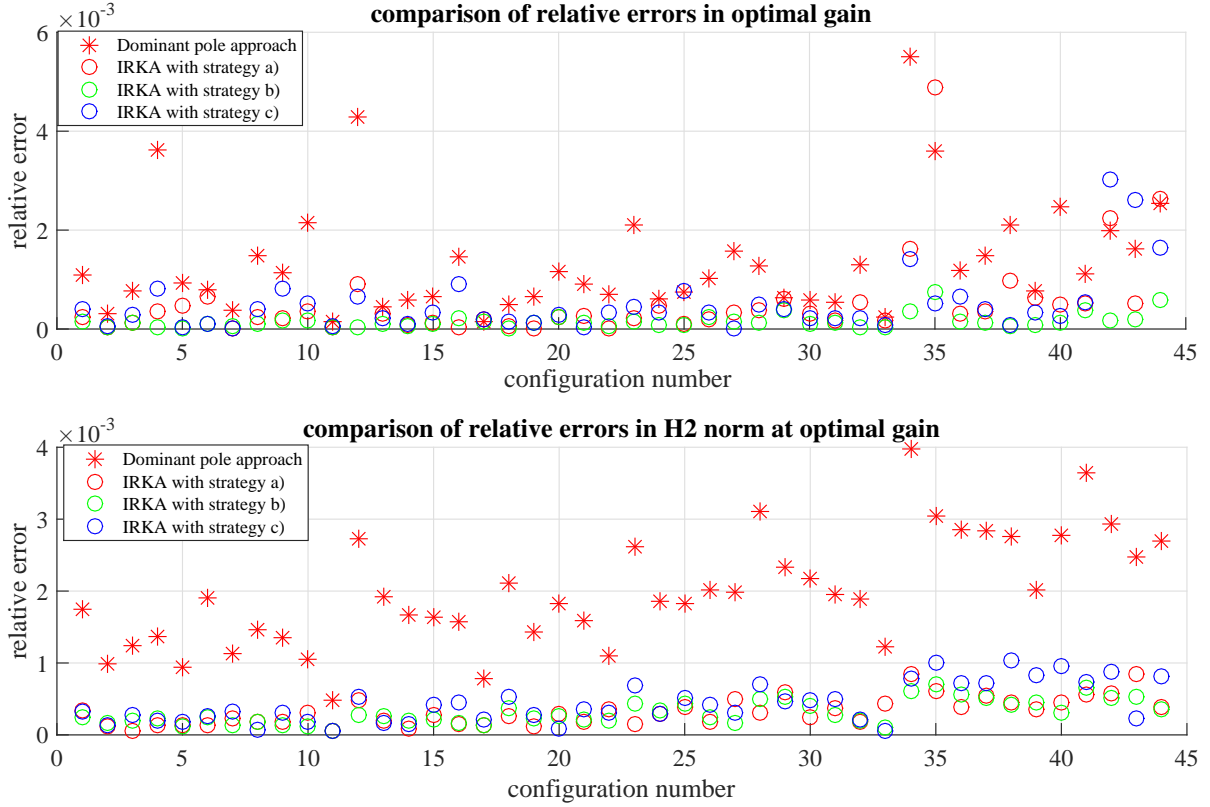 comparison of relative errors in optimal gain
×10⁻³
6
4
2
0
relative error
Dominant pole approach
IRKA with strategy a)
IRKA with strategy b)
IRKA with strategy c)
0 5 10 15 20 25 30 35 40 45
configuration number
comparison of relative errors in H2 norm at optimal gain
×10⁻³
4
3
2
1
0
relative error
Dominant pole approach
IRKA with strategy a)
IRKA with strategy b)
IRKA with strategy c)
0 5 10 15 20 25 30 35 40 45
configuration number